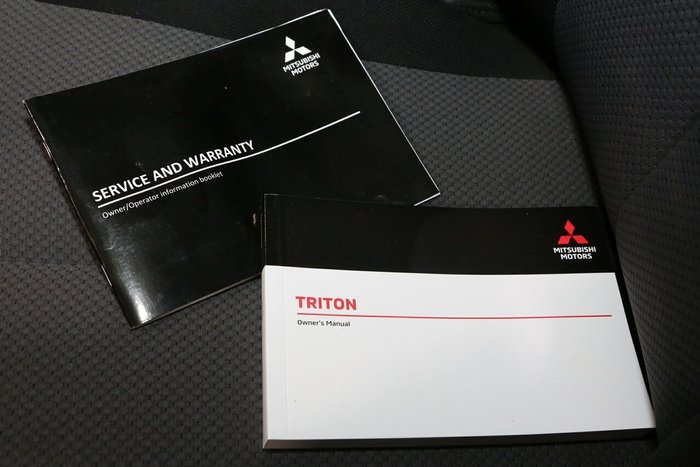 MITSUBISHI
MOTORS
SERVICE AND WARRANTY
Owner/Operator information booklet
MITSUBISHI
MOTORS
TRITON
Owner's Manual